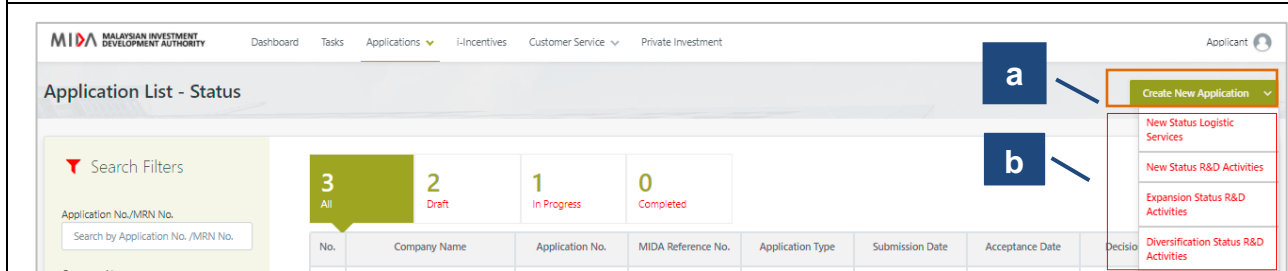 MIDA MALAYSIAN INVESTMENT
DEVELOPMENT AUTHORITY
Dashboard Tasks Applications i-Incentives Customer Service Private Investment Applicant
Application List - Status
a
Create New Application
New Status Logistic
Services
b
New Status R&D Activities
Expansion Status R&D
Activities
Diversification Status R&D
Activities
Search Filters
Application No./MRN No.
Search by Application No. /MRN No.
3
All
2
Draft
1
In Progress
0
Completed
No. Company Name Application No. MIDA Reference No. Application Type Submission Date Acceptance Date Decisio